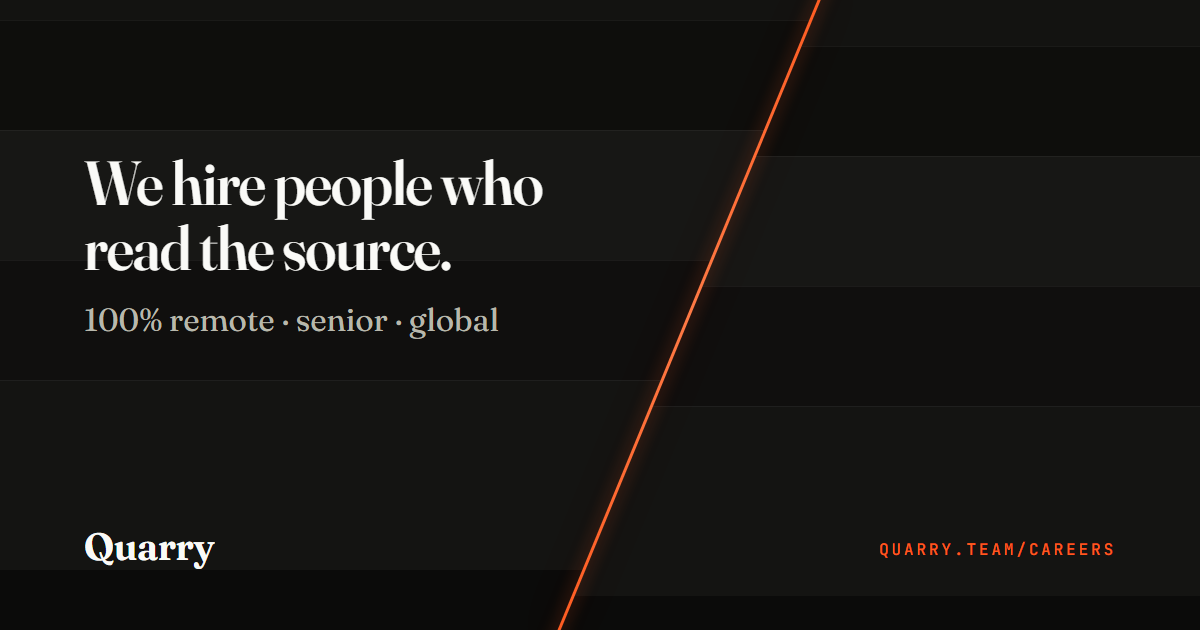 We hire people who
read the source.
100% remote · senior · global
Quarry
QUARRY.TEAM/CAREERS